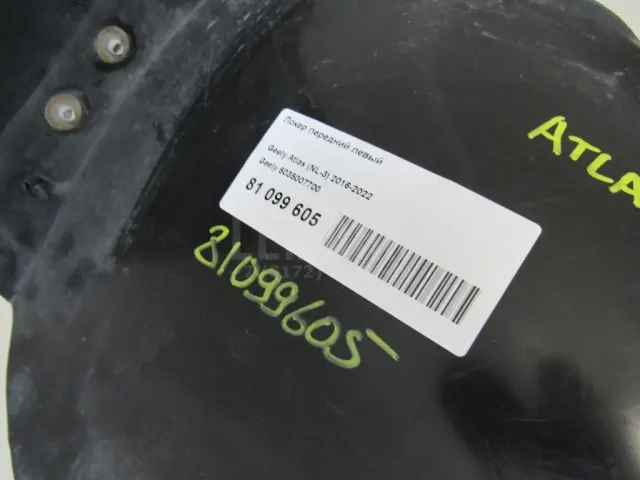 Локер передний левый
Geely Atlas (NL-3) 2016-2022
Geely 5035007700
81 099 605
81099605
ATLA